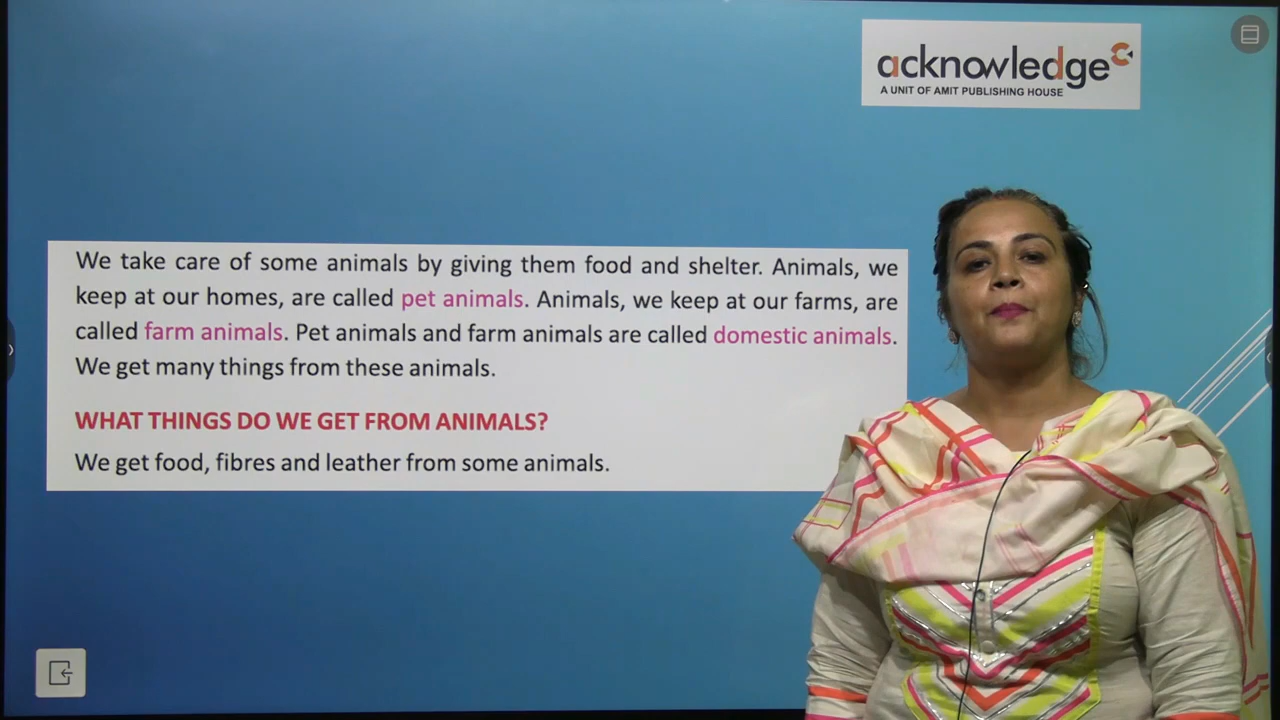 acknowledge
A UNIT OF AMIT PUBLISHING HOUSE
We take care of some animals by giving them food and shelter. Animals, we
keep at our homes, are called pet animals. Animals, we keep at our farms, are
called farm animals. Pet animals and farm animals are called domestic animals.
We get many things from these animals.
WHAT THINGS DO WE GET FROM ANIMALS?
We get food, fibres and leather from some animals.